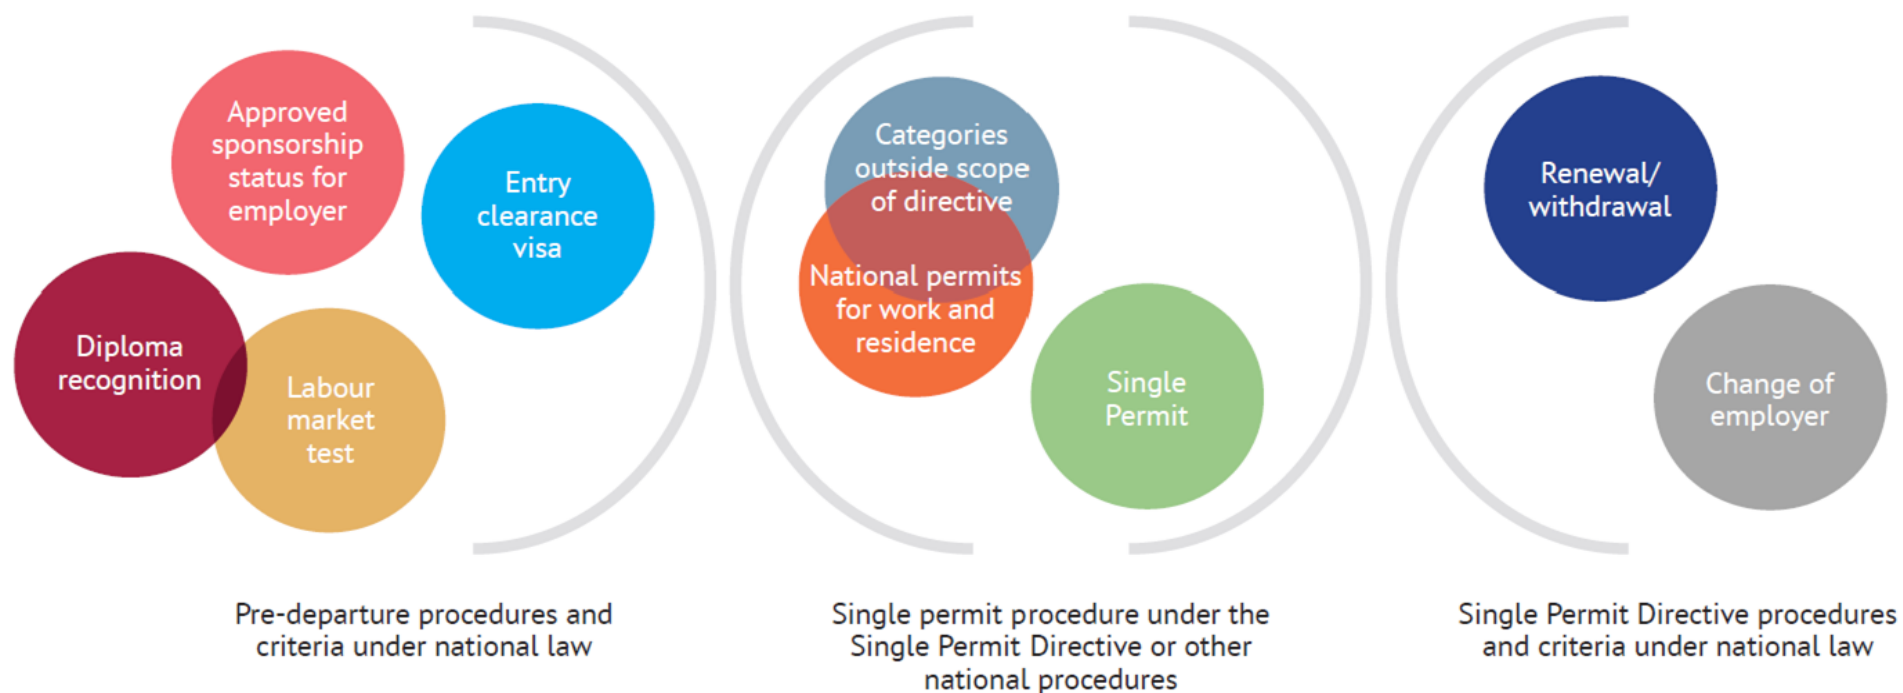 Approved
sponsorship
status for
employer
Entry
clearance
visa
Diploma
recognition
Labour
market
test
Pre-departure procedures and
criteria under national law
Categories
outside scope
of directive
National permits
for work and
residence
Single
Permit
Single permit procedure under the
Single Permit Directive or other
national procedures
Renewal/
withdrawal
Change of
employer
Single Permit Directive procedures
and criteria under national law